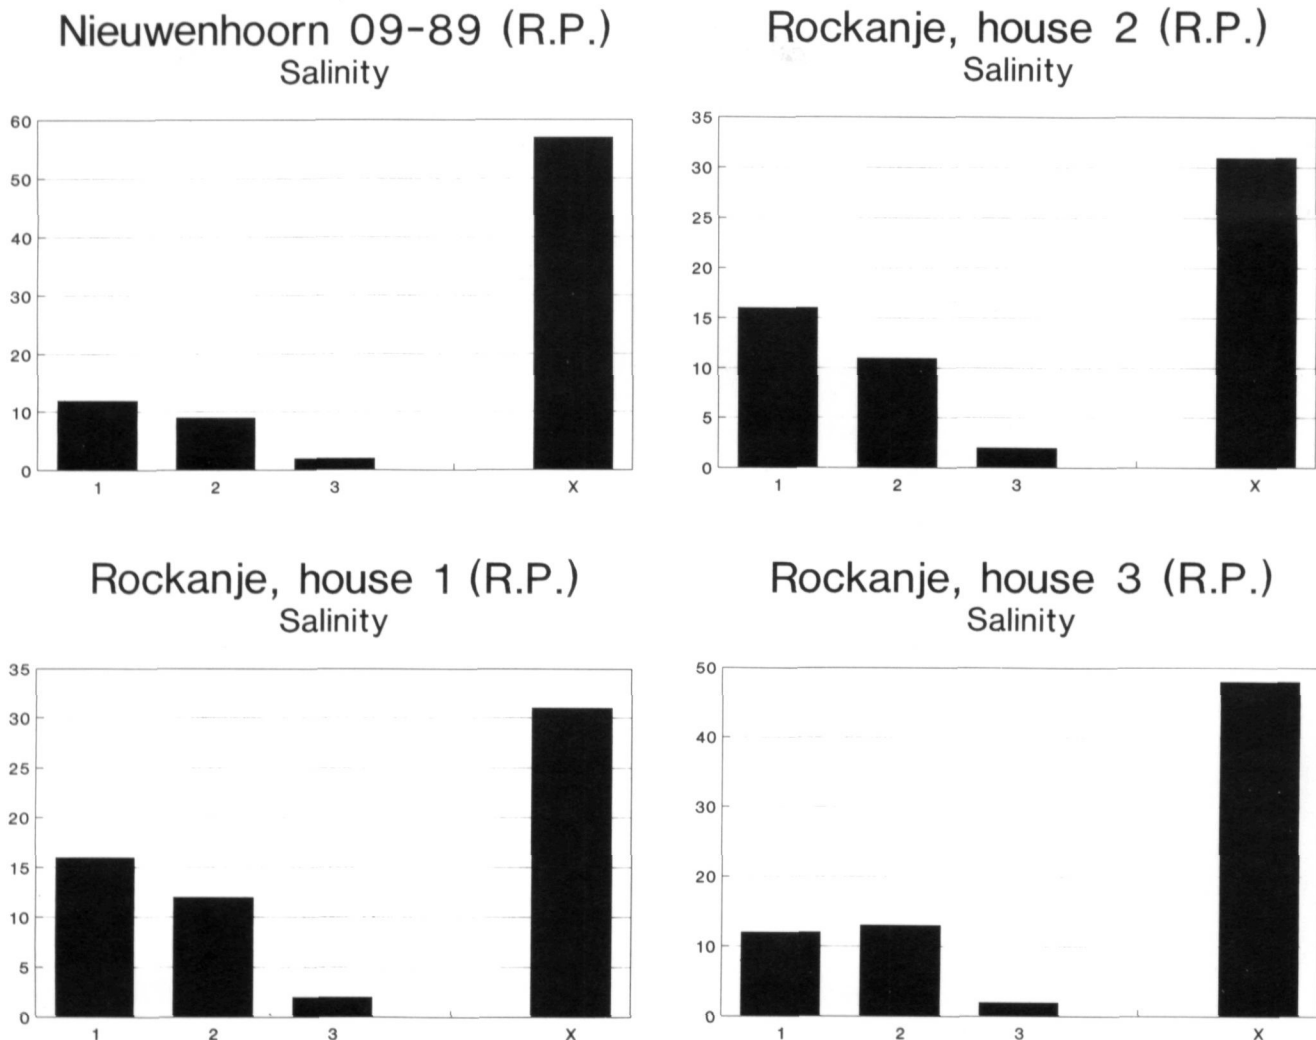 Nieuwenhoorn 09-89 (R.P.)
Salinity
60
50
40
30
20
10
0
1 2 3 X
Rockanje, house 2 (R.P.)
Salinity
35
30
25
20
15
10
5
0
1 2 3 X
Rockanje, house 1 (R.P.)
Salinity
35
30
25
20
15
10
5
0
1 2 3 X
Rockanje, house 3 (R.P.)
Salinity
50
40
30
20
10
0
1 2 3 X